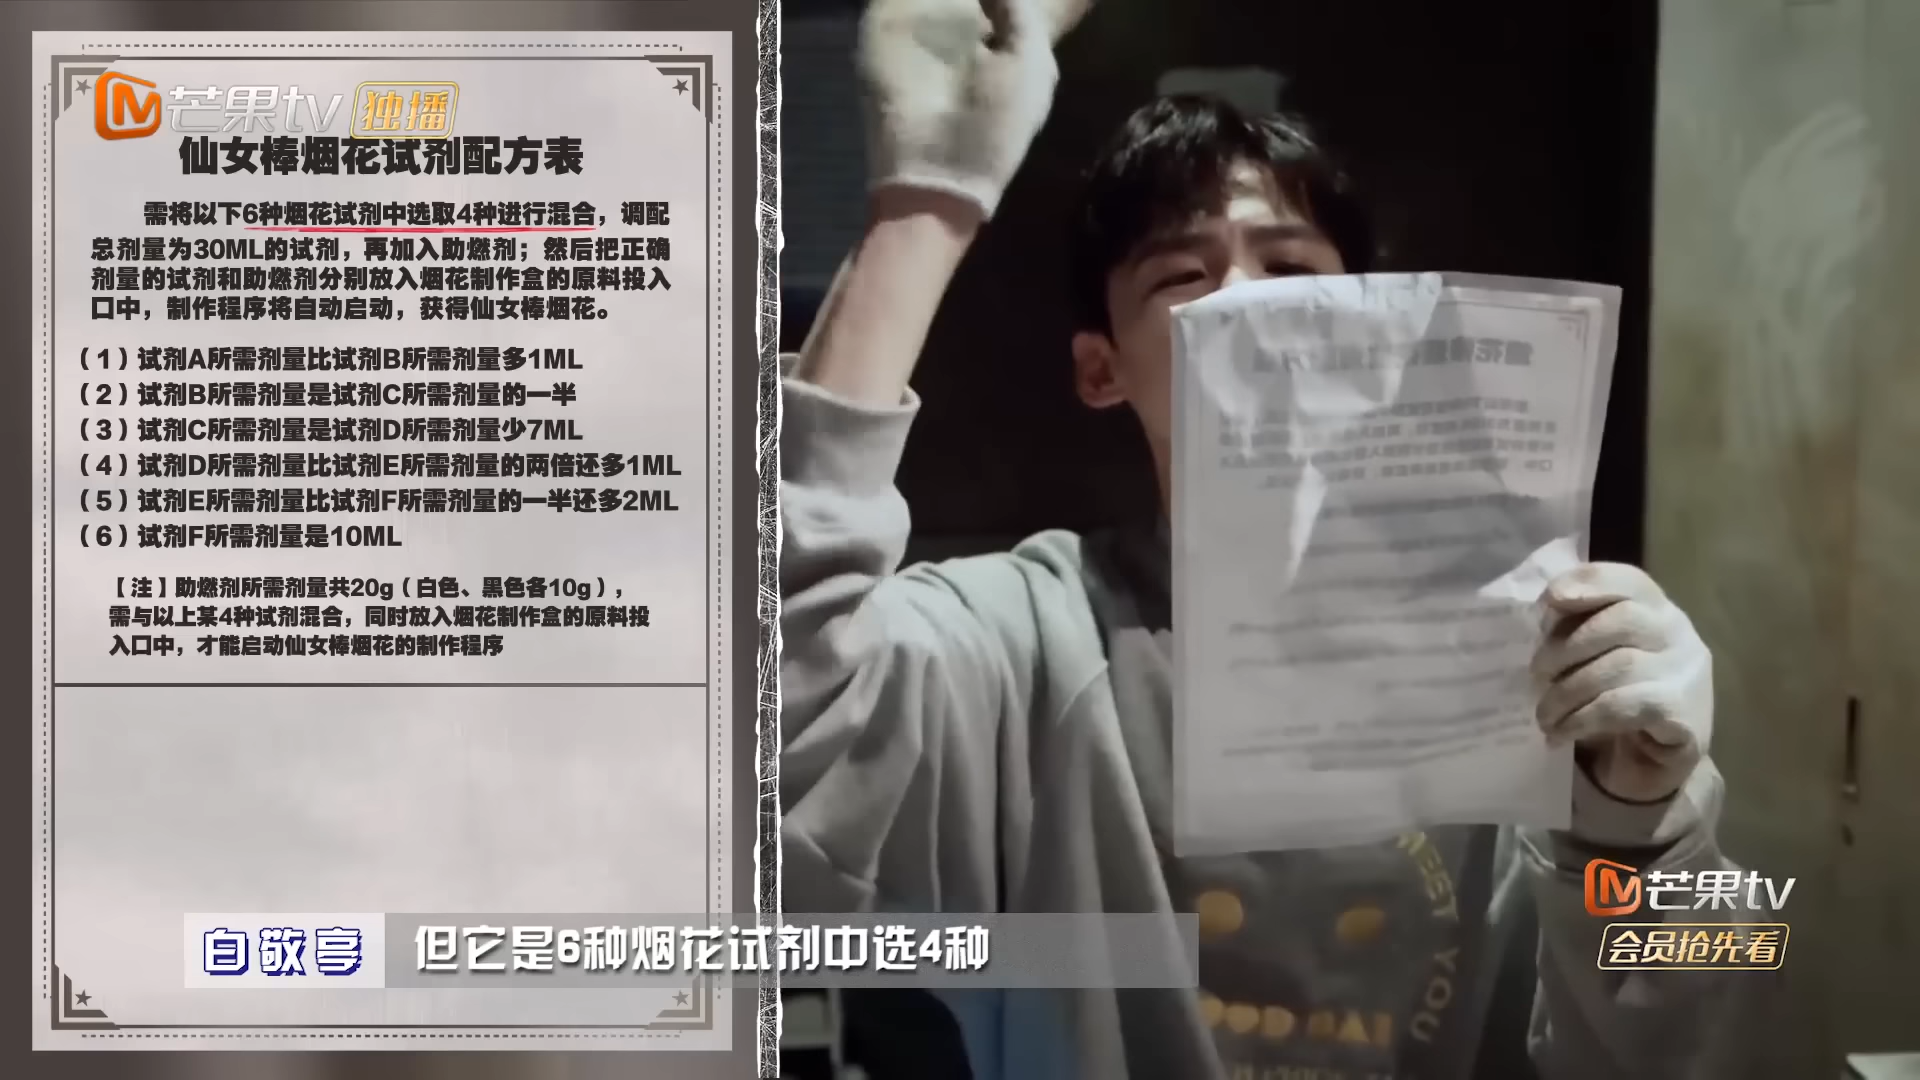 芒果tv 独播
仙女棒烟花试剂配方表
需将以下6种烟花试剂中选取4种进行混合，调配
总剂量为30ML的试剂，再加入助燃剂；然后把正确
剂量的试剂和助燃剂分别放入烟花制作盒的原料投入
口中，制作程序将自动启动，获得仙女棒烟花。
（1）试剂A所需剂量比试剂B所需剂量多1ML
（2）试剂B所需剂量是试剂C所需剂量的一半
（3）试剂C所需剂量是试剂D所需剂量少7ML
（4）试剂D所需剂量比试剂E所需剂量的两倍还多1ML
（5）试剂E所需剂量比试剂F所需剂量的一半还多2ML
（6）试剂F所需剂量是10ML
【注】助燃剂所需剂量共20g（白色、黑色各10g），
需与以上某4种试剂混合，同时放入烟花制作盒的原料投
入口中，才能启动仙女棒烟花的制作程序
白敬亭 但它是6种烟花试剂中选4种
芒果tv
会员抢先看